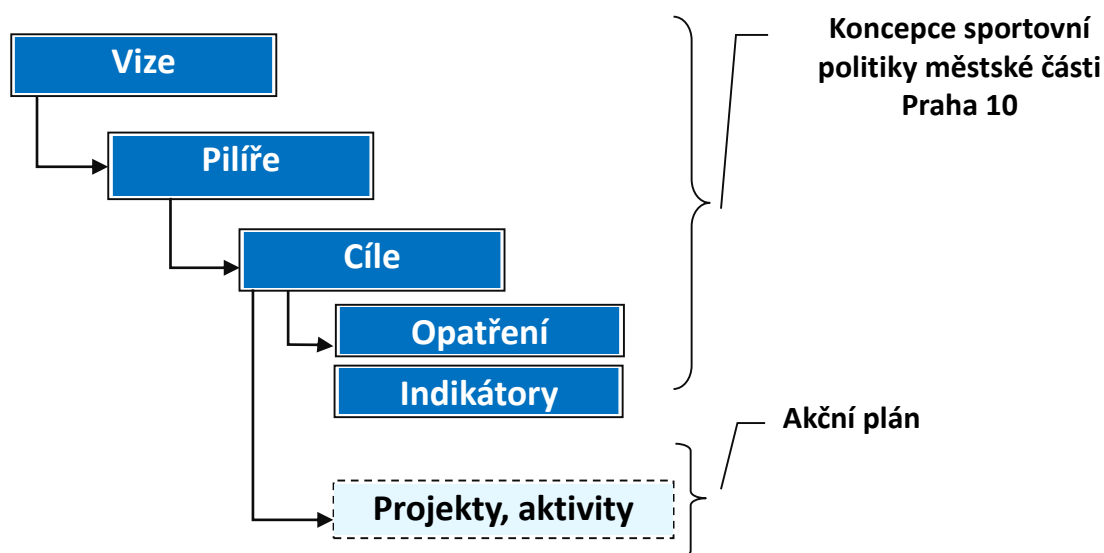 Vize
Pilíře
Cíle
Opatření
Indikátory
Projekty, aktivity
Koncepce sportovní
politiky městské části
Praha 10
Akční plán